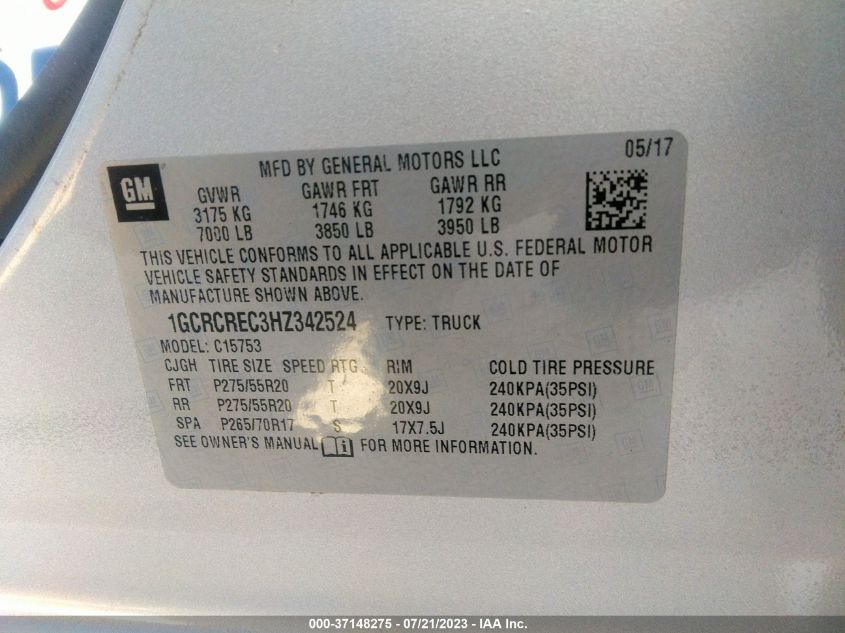 GM
MFD BY GENERAL MOTORS LLC
05/17
GVWR GAWR FRT GAWR RR
3175 KG 1746 KG 1792 KG
7000 LB 3850 LB 3950 LB
THIS VEHICLE CONFORMS TO ALL APPLICABLE U.S. FEDERAL MOTOR
VEHICLE SAFETY STANDARDS IN EFFECT ON THE DATE OF
MANUFACTURE SHOWN ABOVE.
1GCRCREC3HZ342524 TYPE: TRUCK
MODEL: C15753
CJGH TIRE SIZE SPEED RTG RIM COLD TIRE PRESSURE
FRT P275/55R20 T 20X9J 240KPA(35PSI)
RR P275/55R20 T 20X9J 240KPA(35PSI)
SPA P265/70R17 S 17X7.5J 240KPA(35PSI)
SEE OWNER'S MANUAL FOR MORE INFORMATION.
000-37148275 - 07/21/2023 - IAA Inc.